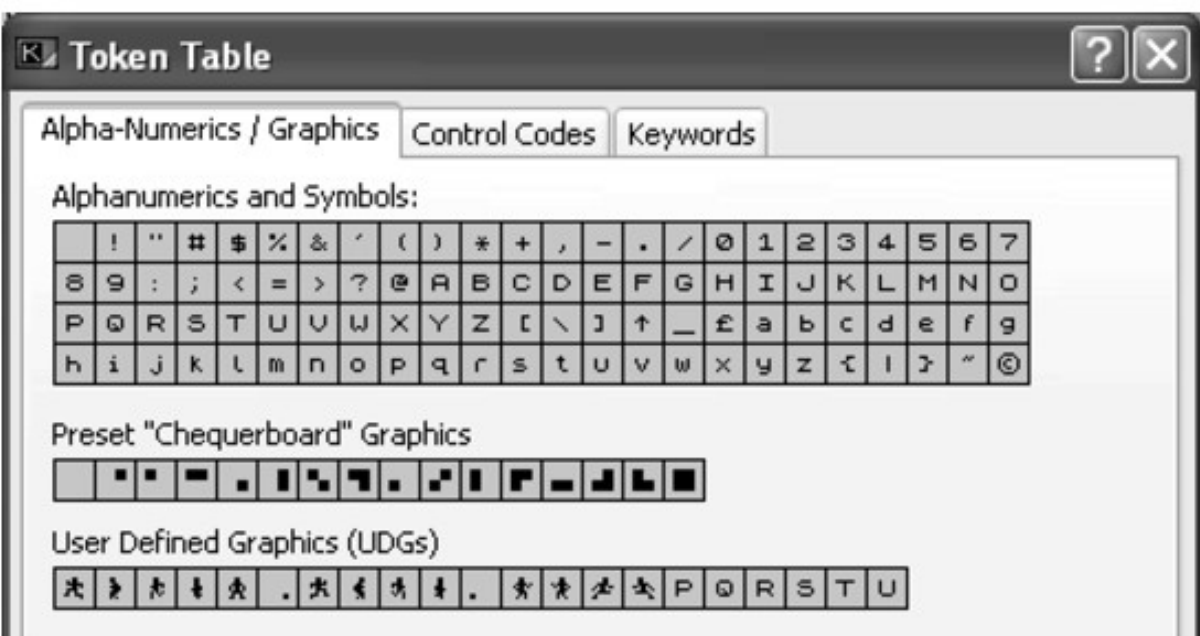 K Token Table ? X
Alpha-Numerics / Graphics Control Codes Keywords
Alphanumerics and Symbols:
! " # $ % & ' ( ) * + , - . / 0 1 2 3 4 5 6 7
8 9 : ; < = > ? @ A B C D E F G H I J K L M N O
P Q R S T U V W X Y Z [ \ ] ↑ _ £ a b c d e f g
h i j k l m n o p q r s t u v w x y z { | } ~ ©
Preset "Chequerboard" Graphics
User Defined Graphics (UDGs)
P Q R S T U